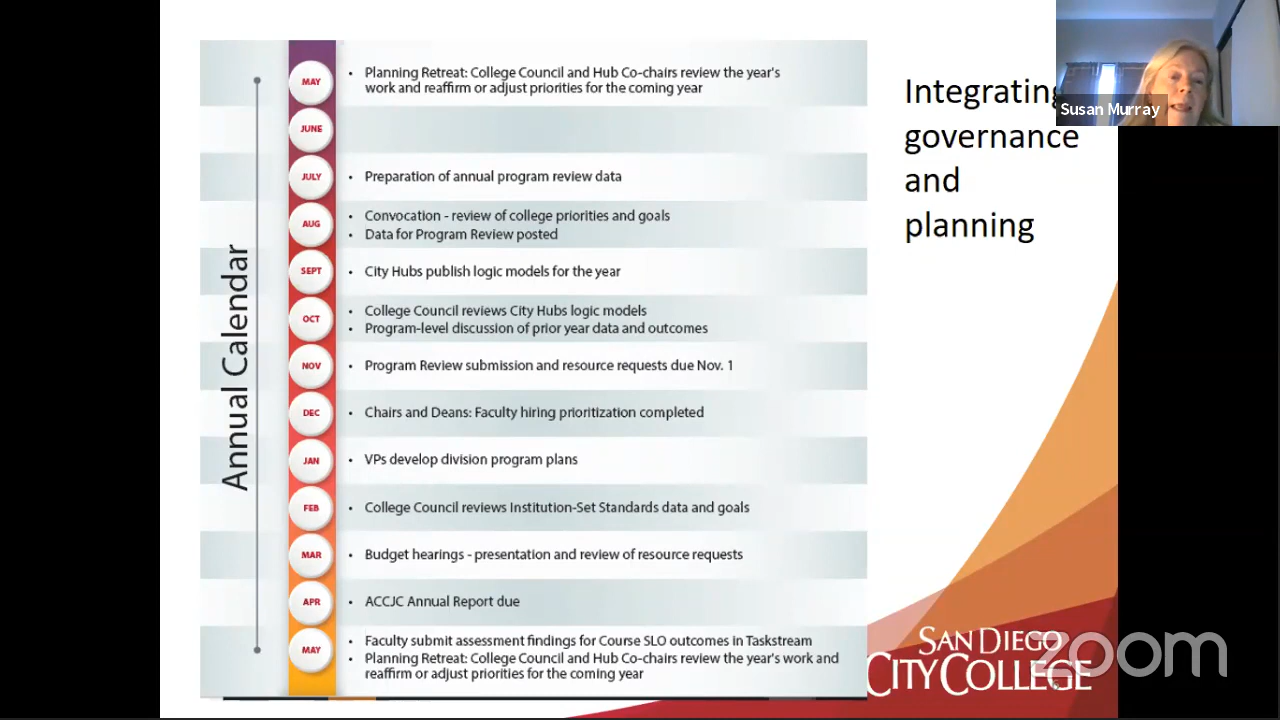 Annual Calendar
MAY
• Planning Retreat: College Council and Hub Co-chairs review the year's
work and reaffirm or adjust priorities for the coming year
JUNE
JULY
• Preparation of annual program review data
AUG
• Convocation - review of college priorities and goals
• Data for Program Review posted
SEPT
• City Hubs publish logic models for the year
OCT
• College Council reviews City Hubs logic models
• Program-level discussion of prior year data and outcomes
NOV
• Program Review submission and resource requests due Nov. 1
DEC
• Chairs and Deans: Faculty hiring prioritization completed
JAN
• VPs develop division program plans
FEB
• College Council reviews Institution-Set Standards data and goals
MAR
• Budget hearings - presentation and review of resource requests
APR
• ACCJC Annual Report due
MAY
• Faculty submit assessment findings for Course SLO outcomes in Taskstream
• Planning Retreat: College Council and Hub Co-chairs review the year's work and
reaffirm or adjust priorities for the coming year
Integrating
governance
and
planning
Susan Murray
SAN DIEGO
CITY COLLEGE
zoom